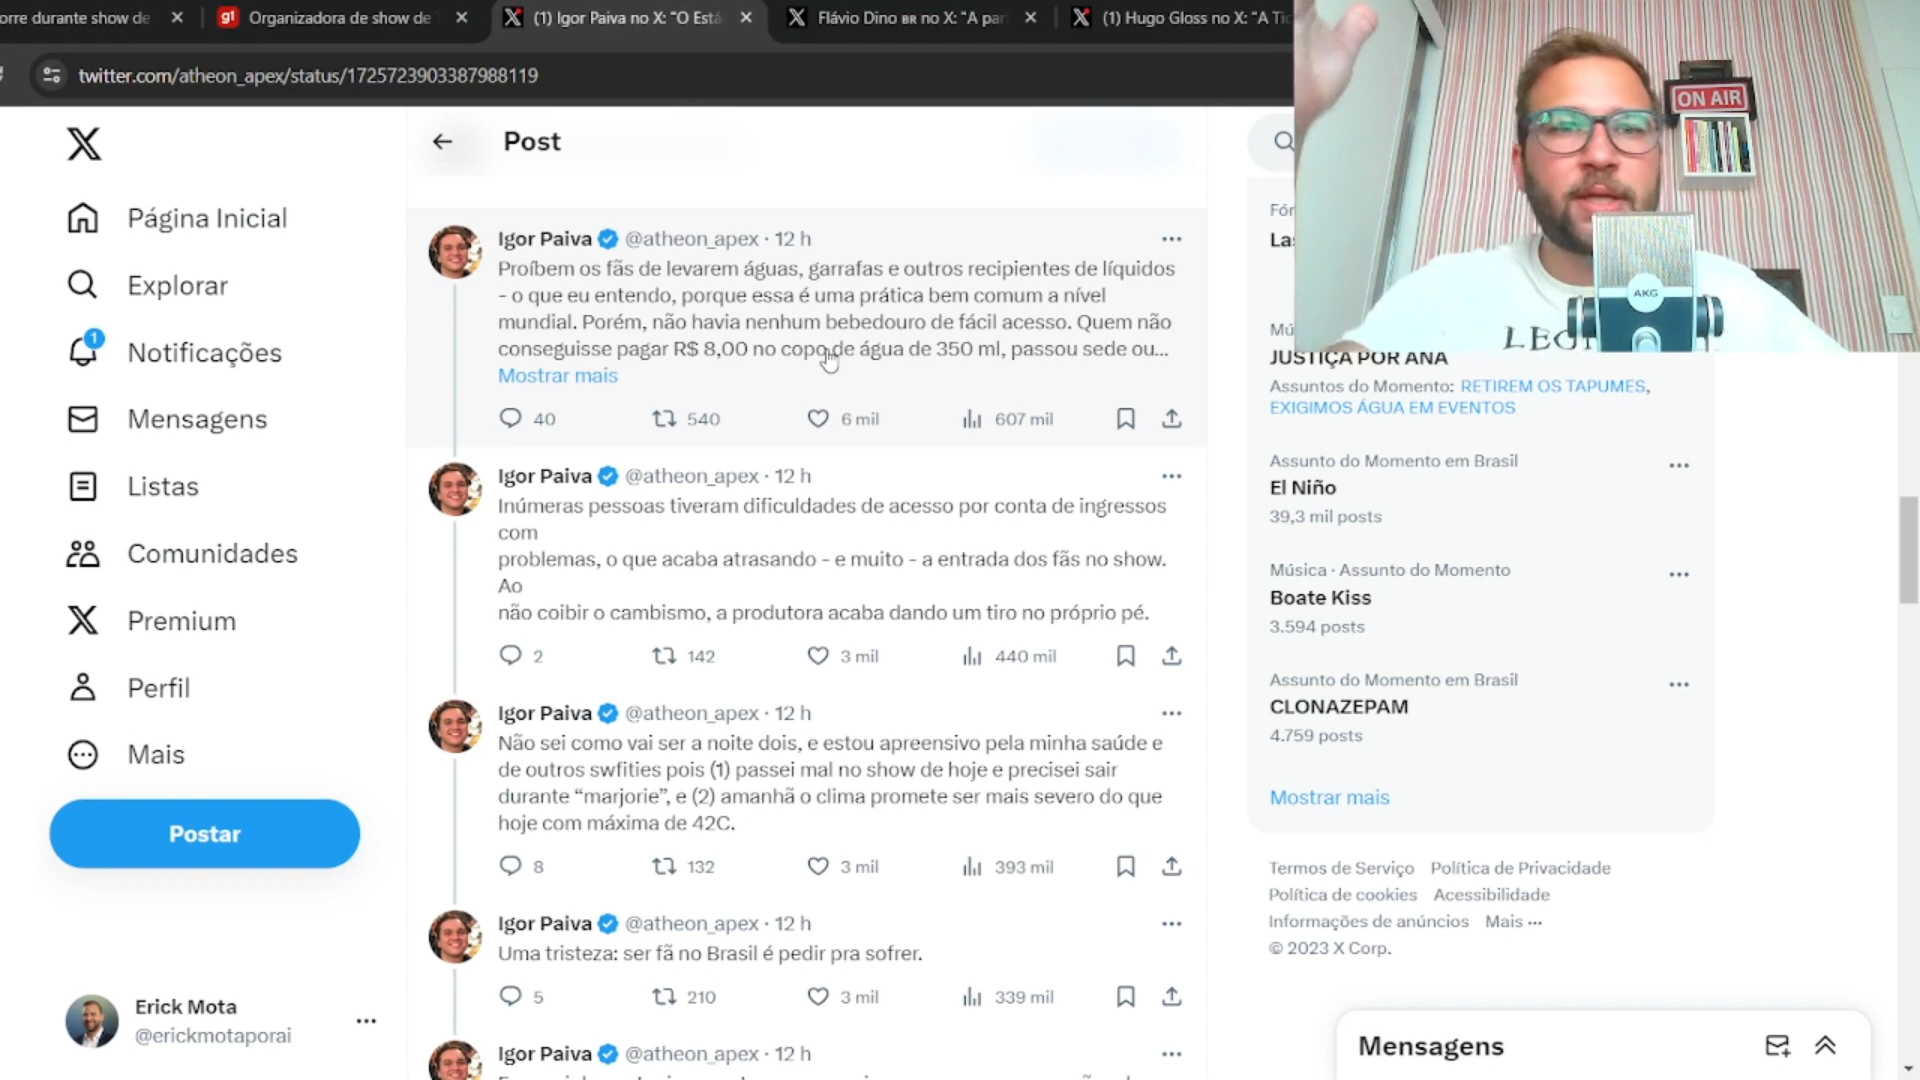 orre durante show de
g1 Organizadora de show de
(1) Igor Paiva no X: "O Está
Flávio Dino BR no X: "A par
(1) Hugo Gloss no X: "A Ti
twitter.com/atheon_apex/status/1725723903387988119
Página Inicial
Explorar
1
Notificações
Mensagens
Listas
Comunidades
Premium
Perfil
Mais
Postar
Erick Mota
@erickmotaporai
Post
Igor Paiva @atheon_apex · 12 h
Proíbem os fãs de levarem águas, garrafas e outros recipientes de líquidos
- o que eu entendo, porque essa é uma prática bem comum a nível
mundial. Porém, não havia nenhum bebedouro de fácil acesso. Quem não
conseguisse pagar R$ 8,00 no copo de água de 350 ml, passou sede ou...
Mostrar mais
40 540 6 mil 607 mil
Igor Paiva @atheon_apex · 12 h
Inúmeras pessoas tiveram dificuldades de acesso por conta de ingressos
com
problemas, o que acaba atrasando - e muito - a entrada dos fãs no show.
Ao
não coibir o cambismo, a produtora acaba dando um tiro no próprio pé.
2 142 3 mil 440 mil
Igor Paiva @atheon_apex · 12 h
Não sei como vai ser a noite dois, e estou apreensivo pela minha saúde e
de outros swfities pois (1) passei mal no show de hoje e precisei sair
durante “marjorie”, e (2) amanhã o clima promete ser mais severo do que
hoje com máxima de 42C.
8 132 3 mil 393 mil
Igor Paiva @atheon_apex · 12 h
Uma tristeza: ser fã no Brasil é pedir pra sofrer.
5 210 3 mil 339 mil
Igor Paiva @atheon_apex · 12 h
ON AIR
AKG
JUSTIÇA POR ANA
Assuntos do Momento: RETIREM OS TAPUMES,
EXIGIMOS ÁGUA EM EVENTOS
Assunto do Momento em Brasil
El Niño
39,3 mil posts
Música · Assunto do Momento
Boate Kiss
3.594 posts
Assunto do Momento em Brasil
CLONAZEPAM
4.759 posts
Mostrar mais
Termos de Serviço Política de Privacidade
Política de cookies Acessibilidade
Informações de anúncios Mais ···
© 2023 X Corp.
Mensagens